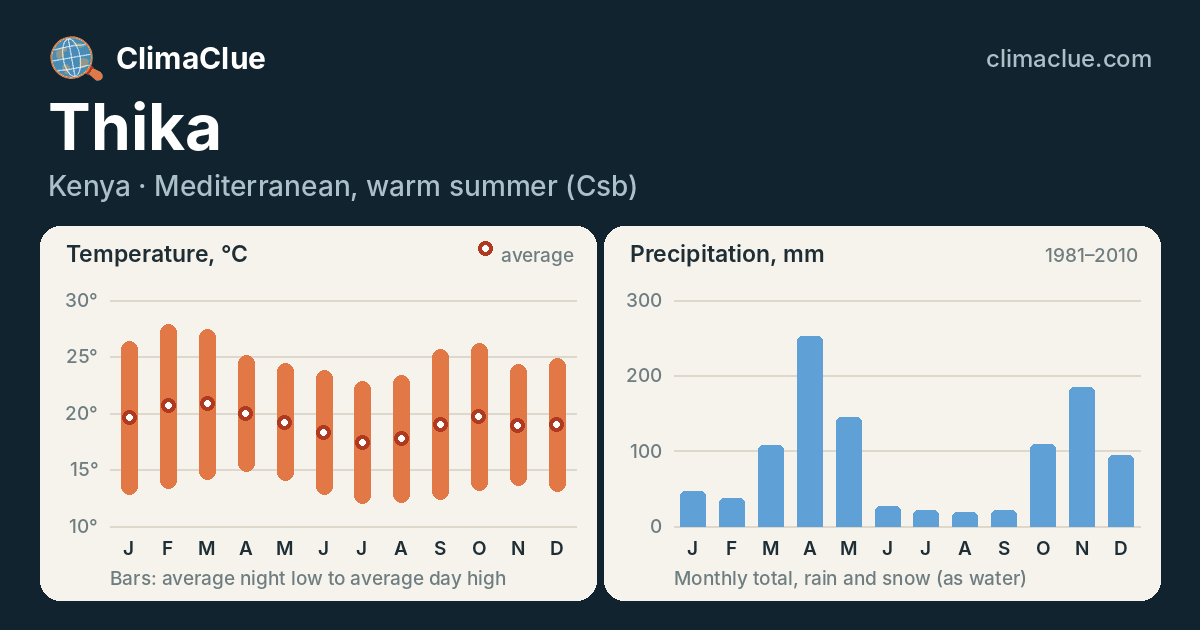 ClimaClue
climaclue.com
Thika
Kenya · Mediterranean, warm summer (Csb)
Temperature, °C
average
30°
25°
20°
15°
10°
J F M A M J J A S O N D
Bars: average night low to average day high
Precipitation, mm
1981–2010
300
200
100
0
J F M A M J J A S O N D
Monthly total, rain and snow (as water)